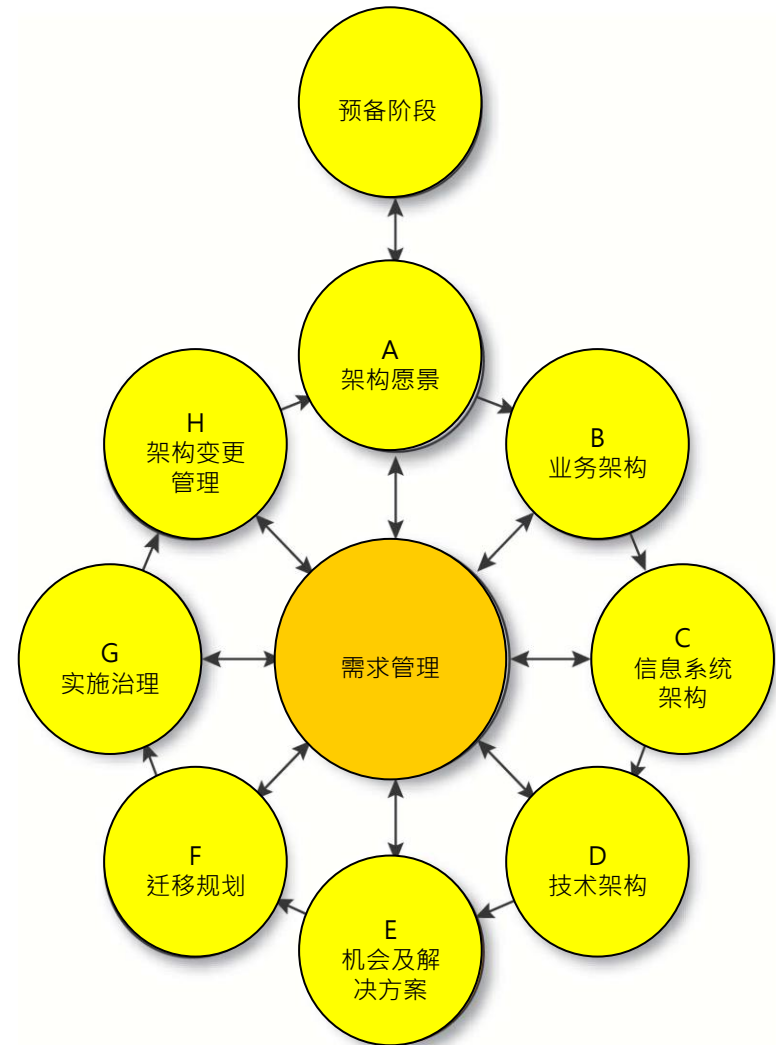 预备阶段
A
架构愿景
H
架构变更
管理
B
业务架构
G
实施治理
需求管理
C
信息系统
架构
F
迁移规划
D
技术架构
E
机会及解
决方案